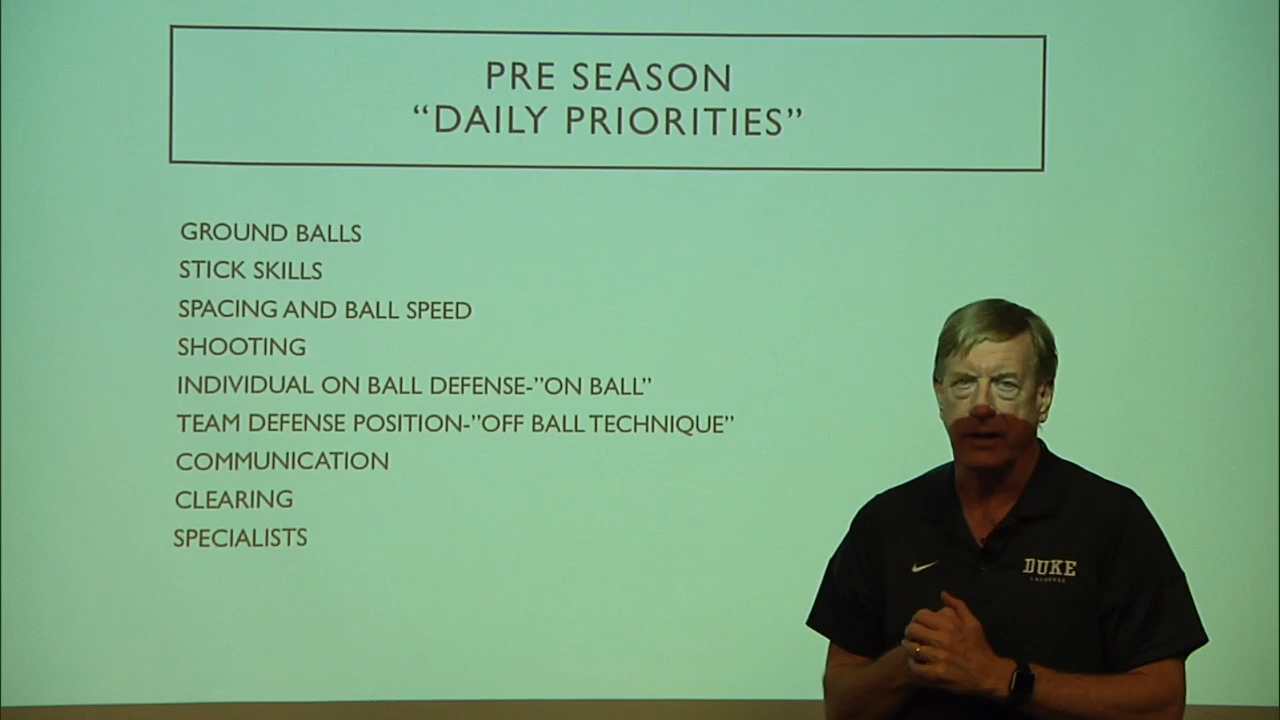 PRE SEASON
“DAILY PRIORITIES”
GROUND BALLS
STICK SKILLS
SPACING AND BALL SPEED
SHOOTING
INDIVIDUAL ON BALL DEFENSE-”ON BALL”
TEAM DEFENSE POSITION-”OFF BALL TECHNIQUE”
COMMUNICATION
CLEARING
SPECIALISTS
DUKE
LACROSSE